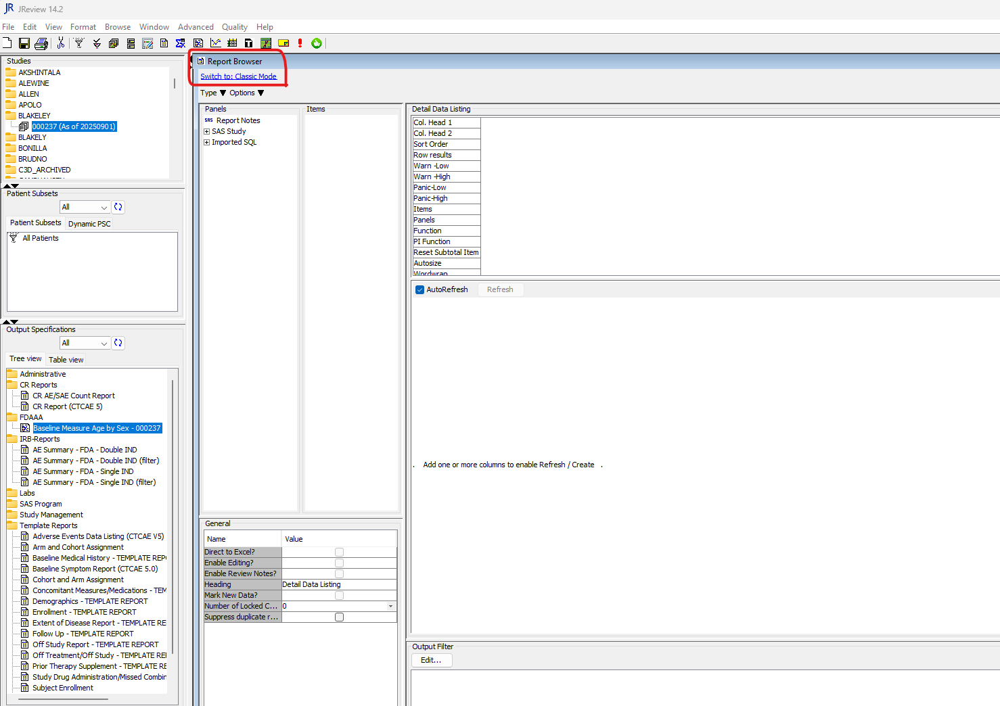 JReview 14.2
File Edit View Format Browse Window Advanced Quality Help
Studies
AKSHINTALA
ALEWINE
ALLEN
APOLO
BLAKELEY
000237 (As of 20250901)
BLAKELY
BONILLA
BRUDNO
C3D_ARCHIVED
Patient Subsets
All
Patient Subsets Dynamic PSC
All Patients
Output Specifications
All
Tree view Table view
Administrative
CR Reports
CR AE/SAE Count Report
CR Report (CTCAE 5)
FDAAA
Baseline Measure Age by Sex - 000237
IRB-Reports
AE Summary - FDA - Double IND
AE Summary - FDA - Double IND (filter)
AE Summary - FDA - Single IND
AE Summary - FDA - Single IND (filter)
Labs
SAS Program
Study Management
Template Reports
Adverse Events Data Listing (CTCAE V5)
Arm and Cohort Assignment
Baseline Medical History - TEMPLATE REPO
Baseline Symptom Report (CTCAE 5.0)
Cohort and Arm Assignment
Concomitant Measures/Medications - TEM
Demographics - TEMPLATE REPORT
Enrollment - TEMPLATE REPORT
Extent of Disease Report - TEMPLATE RE
Follow Up - TEMPLATE REPORT
Off Study Report - TEMPLATE REPORT
Off Treatment/Off Study - TEMPLATE REI
Prior Therapy Supplement - TEMPLATE RE
Study Drug Administration/Missed Combin
Subject Enrollment
Report Browser
Switch to: Classic Mode
Type ▼ Options ▼
Panels
SAS Report Notes
SAS Study
Imported SQL
Items
General
Name Value
Direct to Excel?
Enable Editing?
Enable Review Notes?
Heading Detail Data Listing
Mark New Data?
Number of Locked C... 0
Suppress duplicate r...
Detail Data Listing
Col. Head 1
Col. Head 2
Sort Order
Row results
Warn -Low
Warn -High
Panic-Low
Panic-High
Items
Panels
Function
PI Function
Reset Subtotal Item
Autosize
Wordwrap
AutoRefresh Refresh
. Add one or more columns to enable Refresh / Create .
Output Filter
Edit...